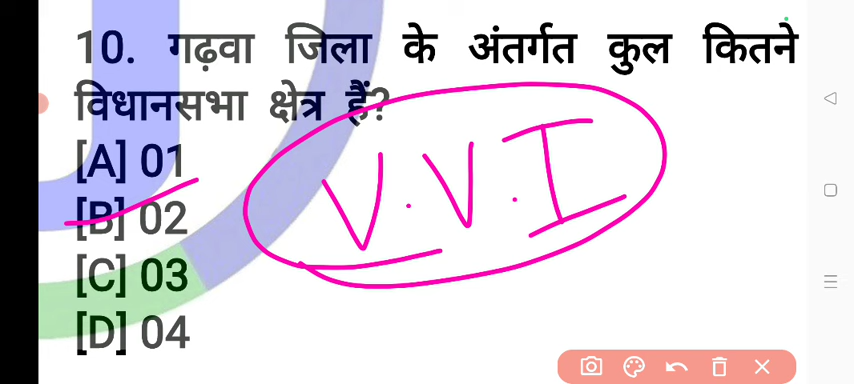 10. गढ़वा जिला के अंतर्गत कुल कितने
विधानसभा क्षेत्र हैं?
[A] 01
[B] 02
[C] 03
[D] 04
V.V.I